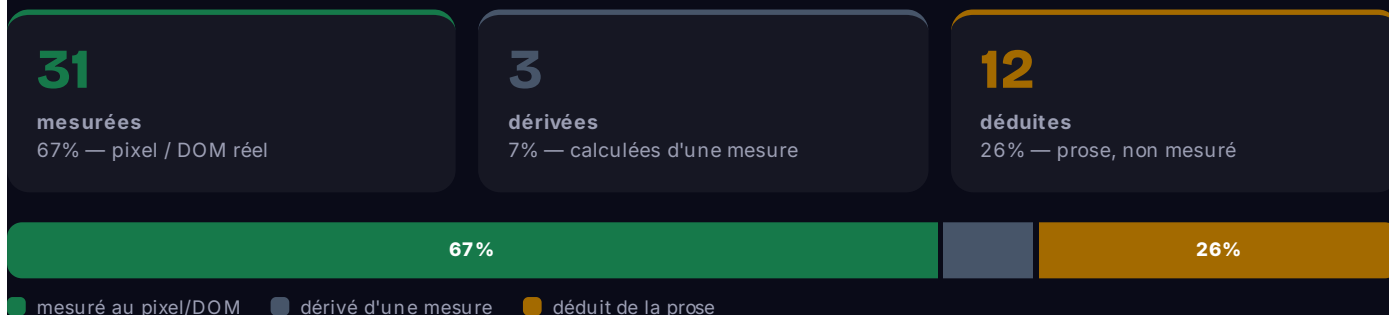 31
3
12
mesurées
dérivées
déduites
67% — pixel / DOM réel
7% — calculées d'une mesure
26% — prose, non mesuré
67%
26%
mesuré au pixel/DOM
dérivé d'une mesure
déduit de la prose